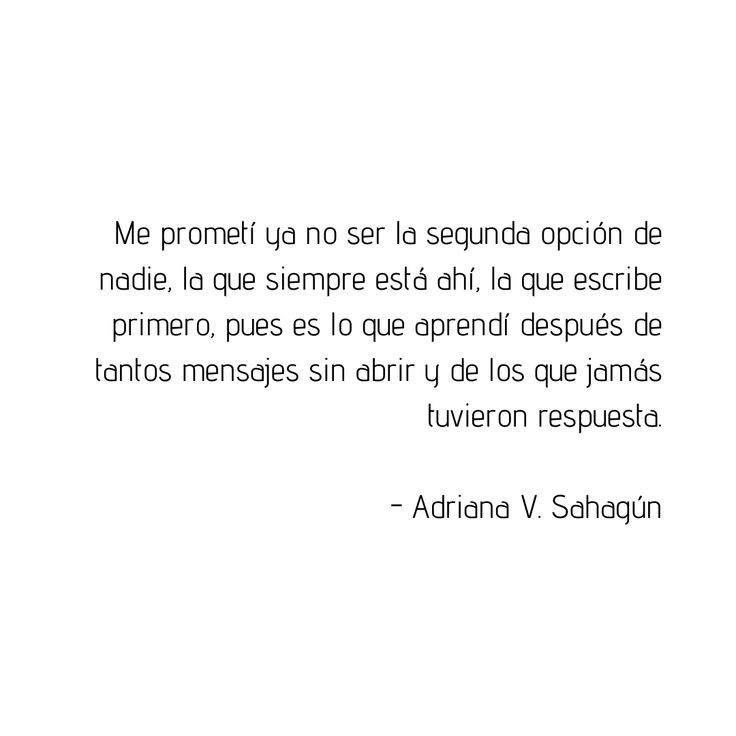 Me prometí ya no ser la segunda opción de
nadie, la que siempre está ahí, la que escribe
primero, pues es lo que aprendí después de
tantos mensajes sin abrir y de los que jamás
tuvieron respuesta.
- Adriana V. Sahagún